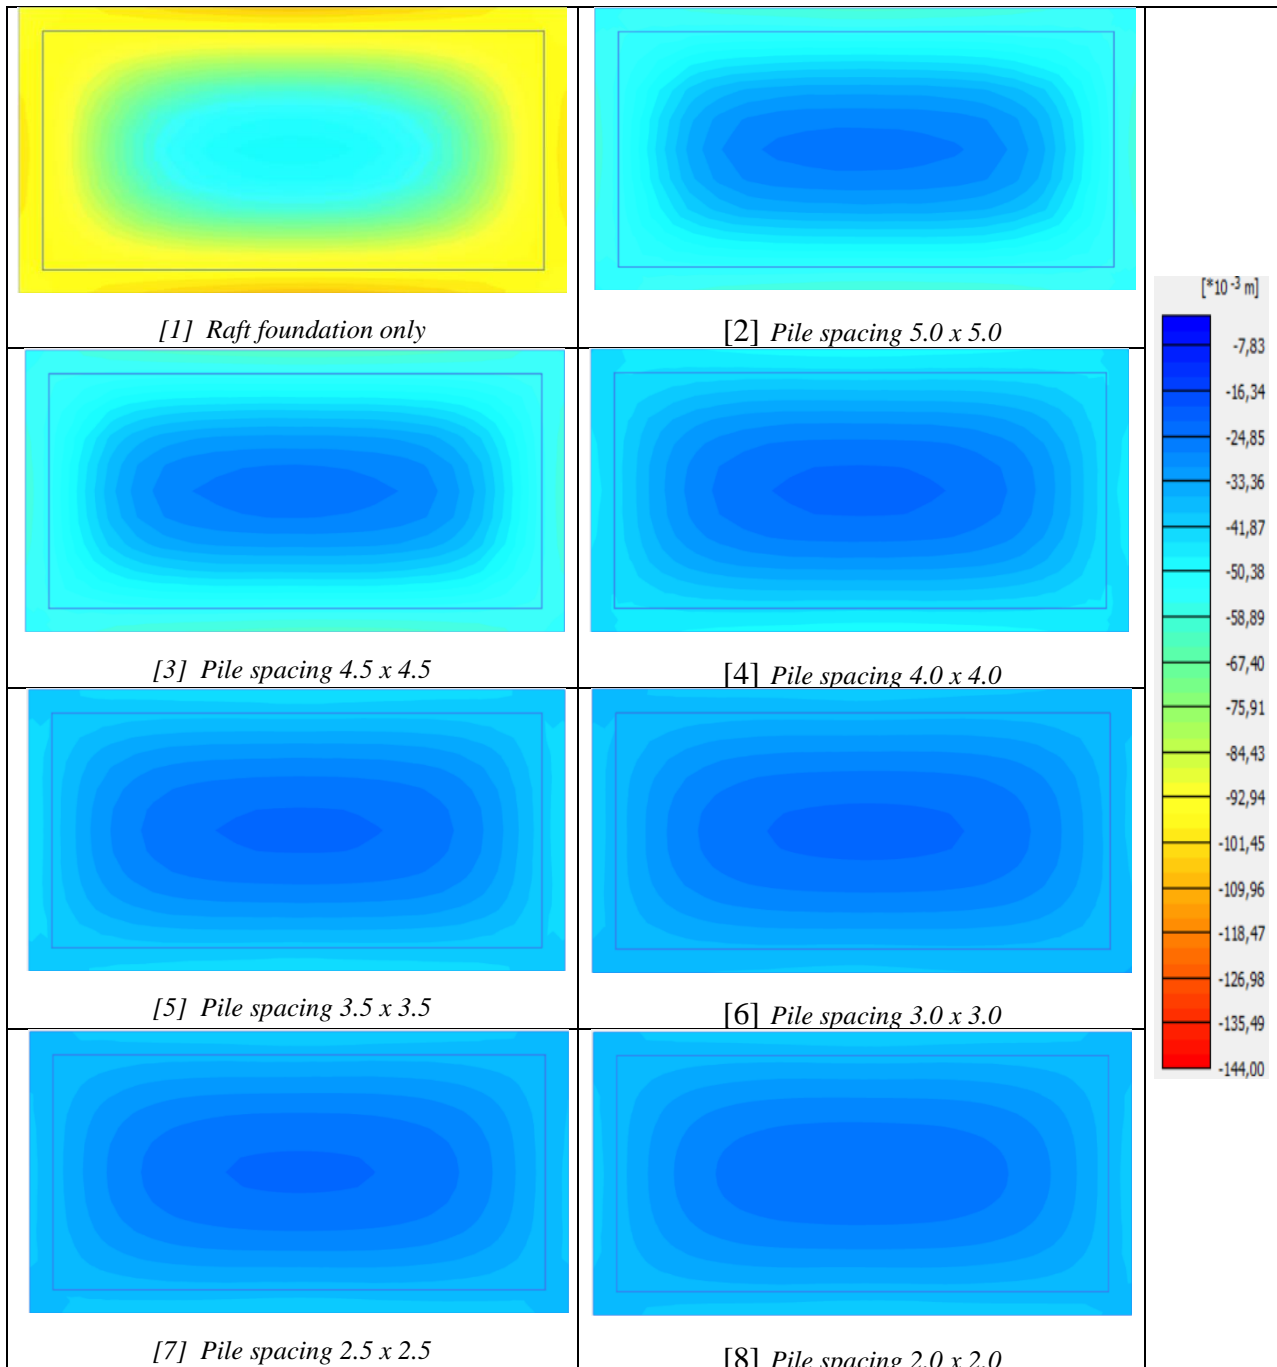 [1] Raft foundation only
[2] Pile spacing 5.0 x 5.0
[3] Pile spacing 4.5 x 4.5
[4] Pile spacing 4.0 x 4.0
[5] Pile spacing 3.5 x 3.5
[6] Pile spacing 3.0 x 3.0
[7] Pile spacing 2.5 x 2.5
[8] Pile spacing 2.0 x 2.0
[*10 -3 m]
-7,83
-16,34
-24,85
-33,36
-41,87
-50,38
-58,89
-67,40
-75,91
-84,43
-92,94
-101,45
-109,96
-118,47
-126,98
-135,49
-144,00